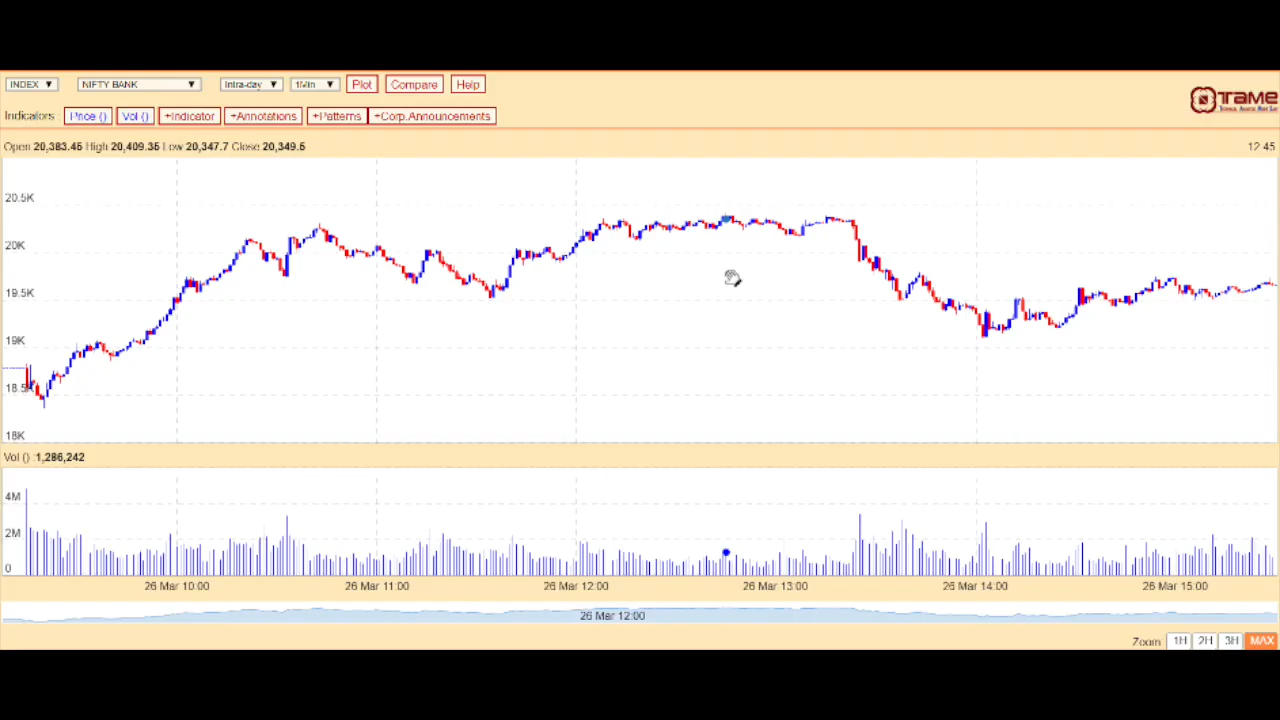 INDEX ▼ NIFTY BANK ▼ Intra-day ▼ 1Min ▼ Plot Compare Help
TAME
Indicators : Price () Vol () +Indicator +Annotations +Patterns +Corp.Announcements
Open 20,383.45 High 20,409.35 Low 20,347.7 Close 20,349.5 12:45
20.5K
20K
19.5K
19K
18.5K
18K
Vol () :1,286,242
4M
2M
0
26 Mar 10:00 26 Mar 11:00 26 Mar 12:00 26 Mar 13:00 26 Mar 14:00 26 Mar 15:00
26 Mar 12:00
Zoom: 1H 2H 3H MAX